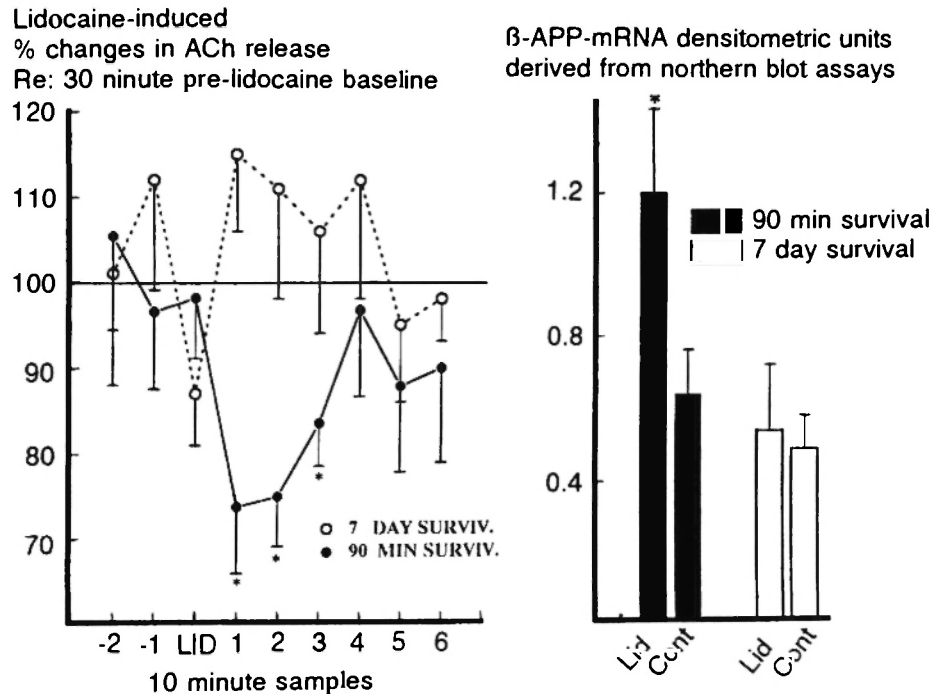 Lidocaine-induced
% changes in ACh release
Re: 30 ninute pre-lidocaine baseline
120
110
100
90
80
70
-2 -1 LID 1 2 3 4 5 6
10 minute samples
○ 7 DAY SURVIV.
● 90 MIN SURVIV.
*
*
*
ß-APP-mRNA densitometric units
derived from northern blot assays
*
1.2
0.8
0.4
90 min survival
7 day survival
Lid Cont Lid Cont